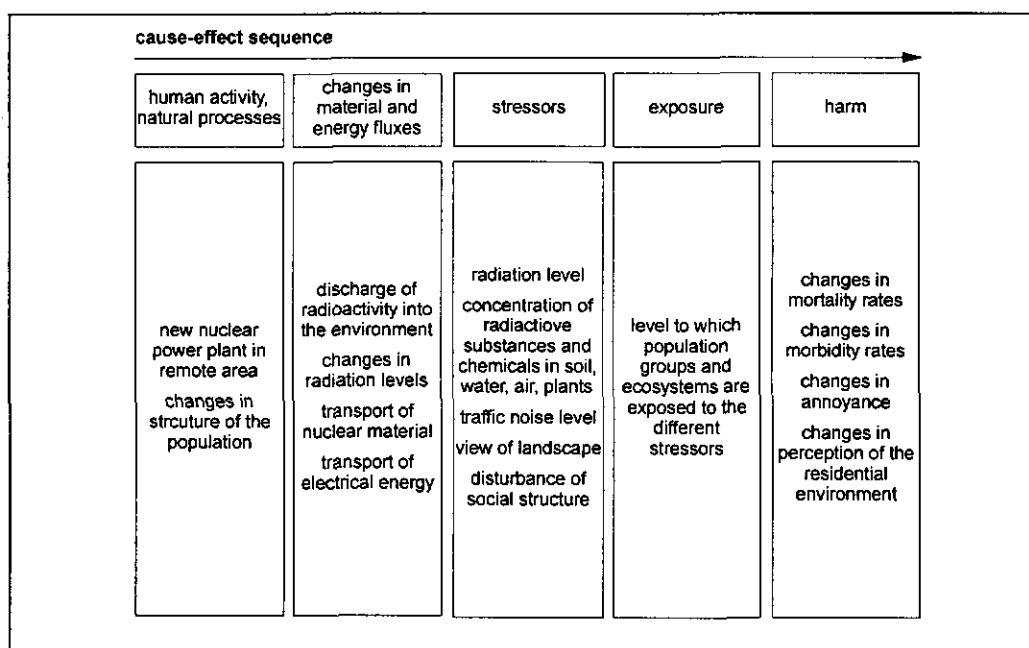 cause-effect sequence
human activity,
natural processes
changes in
material and
energy fluxes
stressors
exposure
harm
new nuclear
power plant in
remote area
changes in
strcuture of the
population
discharge of
radioactivity into
the environment
changes in
radiation levels
transport of
nuclear material
transport of
electrical energy
radiation level
concentration of
radiactiove
substances and
chemicals in soil,
water, air, plants
traffic noise level
view of landscape
disturbance of
social structure
level to which
population
groups and
ecosystems are
exposed to the
different
stressors
changes in
mortality rates
changes in
morbidity rates
changes in
annoyance
changes in
perception of the
residential
environment